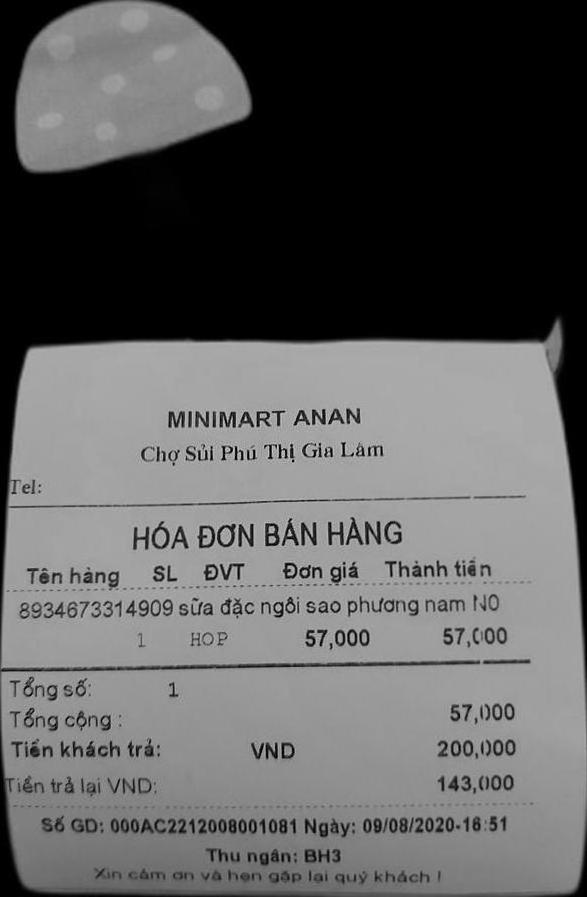 MINIMART ANAN
Chợ Sủi Phú Thị Gia Lâm
Tel:
HÓA ĐƠN BÁN HÀNG
Tên hàng SL ĐVT Đơn giá Thành tiền
8934673314909 sữa đặc ngôi sao phương nam N0
1 HOP 57,000 57,000
Tổng số: 1
Tổng cộng : 57,000
Tiền khách trả: VND 200,000
Tiền trả lại VND: 143,000
Số GD: 000AC2212008001081 Ngày: 09/08/2020-16:51
Thu ngân: BH3
Xin cảm ơn và hẹn gặp lại quý khách !